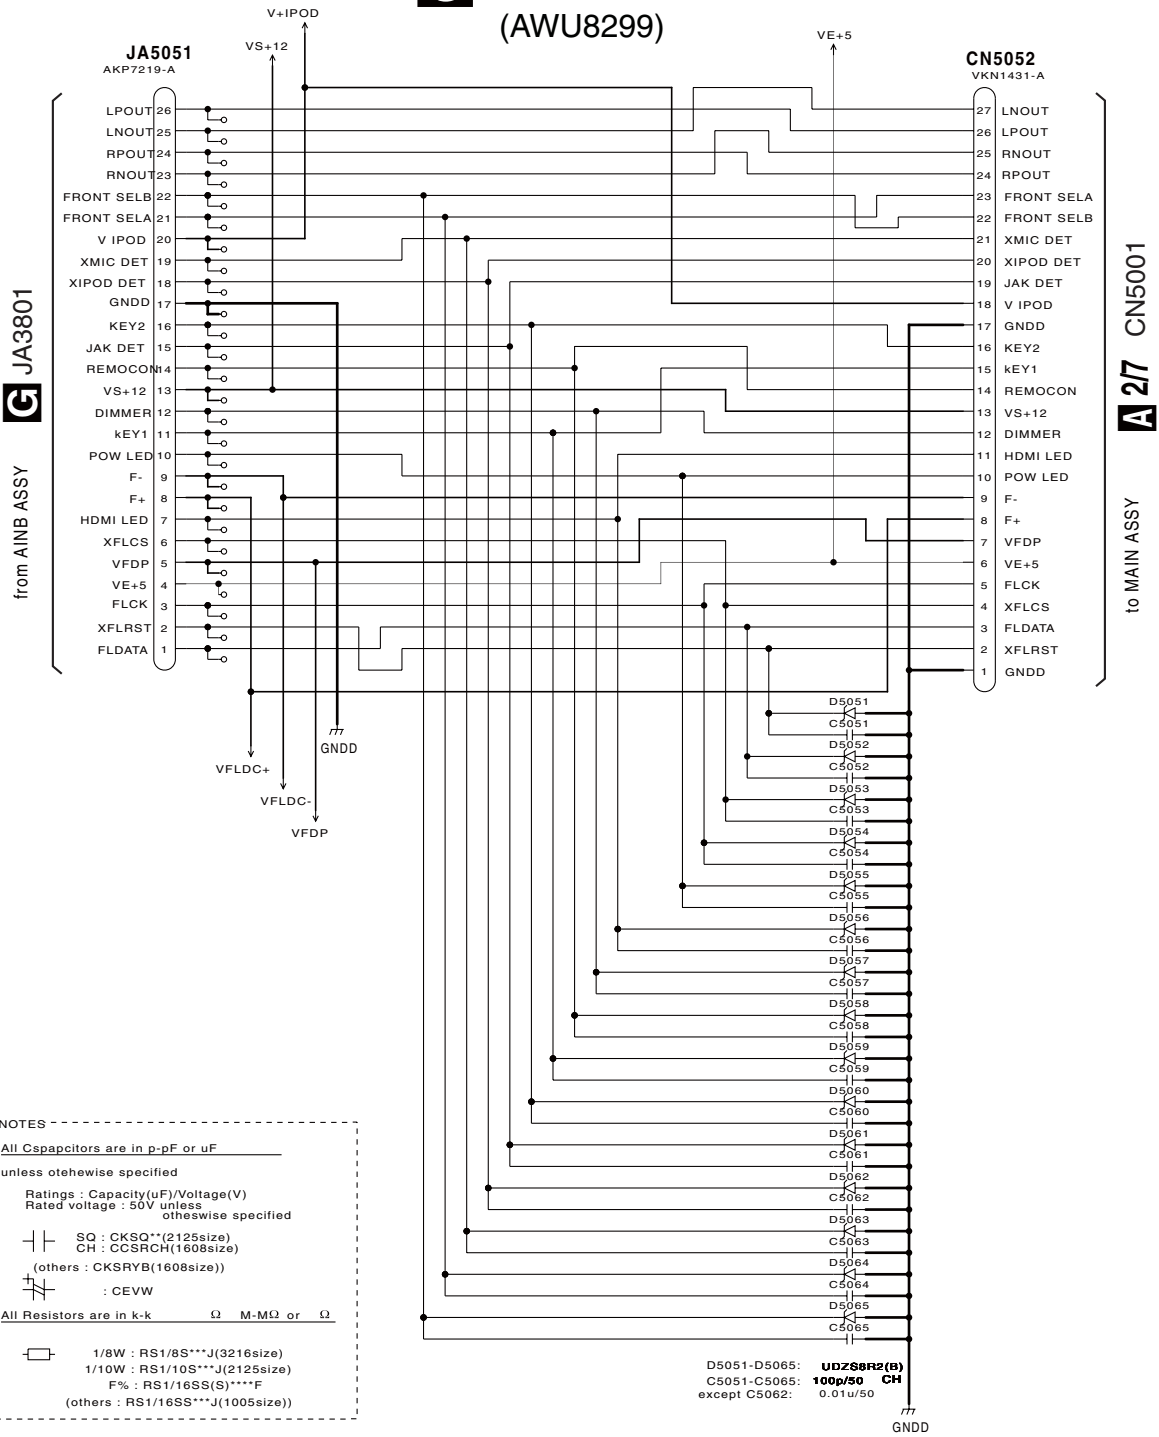 (AWU8299)
V+IPOD
VS+12
VE+5
JA5051
AKP7219-A
CN5052
VKN1431-A
LPOUT 26
LNOUT 25
RPOUT 24
RNOUT 23
FRONT SELB 22
FRONT SELA 21
V IPOD 20
XMIC DET 19
XIPOD DET 18
GNDD 17
KEY2 16
JAK DET 15
REMOCON 14
VS+12 13
DIMMER 12
kEY1 11
POW LED 10
F- 9
F+ 8
HDMI LED 7
XFLCS 6
VFDP 5
VE+5 4
FLCK 3
XFLRST 2
FLDATA 1
27 LNOUT
26 LPOUT
25 RNOUT
24 RPOUT
23 FRONT SELA
22 FRONT SELB
21 XMIC DET
20 XIPOD DET
19 JAK DET
18 V IPOD
17 GNDD
16 KEY2
15 kEY1
14 REMOCON
13 VS+12
12 DIMMER
11 HDMI LED
10 POW LED
9 F-
8 F+
7 VFDP
6 VE+5
5 FLCK
4 XFLCS
3 FLDATA
2 XFLRST
1 GNDD
G JA3801
from AINB ASSY
A 2/7 CN5001
to MAIN ASSY
GNDD
VFLDC+
VFLDC-
VFDP
D5051
C5051
D5052
C5052
D5053
C5053
D5054
C5054
D5055
C5055
D5056
C5056
D5057
C5057
D5058
C5058
D5059
C5059
D5060
C5060
D5061
C5061
D5062
C5062
D5063
C5063
D5064
C5064
D5065
C5065
D5051-D5065: UDZS8R2(B)
C5051-C5065: 100p/50 CH
except C5062: 0.01u/50
GNDD
NOTES
All Cspapcitors are in p-pF or uF
unless otehewise specified
Ratings : Capacity(uF)/Voltage(V)
Rated voltage : 50V unless
otheswise specified
SQ : CKSQ**(2125size)
CH : CCSRCH(1608size)
(others : CKSRYB(1608size))
: CEVW
All Resistors are in k-k Ω M-MΩ or Ω
1/8W : RS1/8S***J(3216size)
1/10W : RS1/10S***J(2125size)
F% : RS1/16SS(S)****F
(others : RS1/16SS***J(1005size))